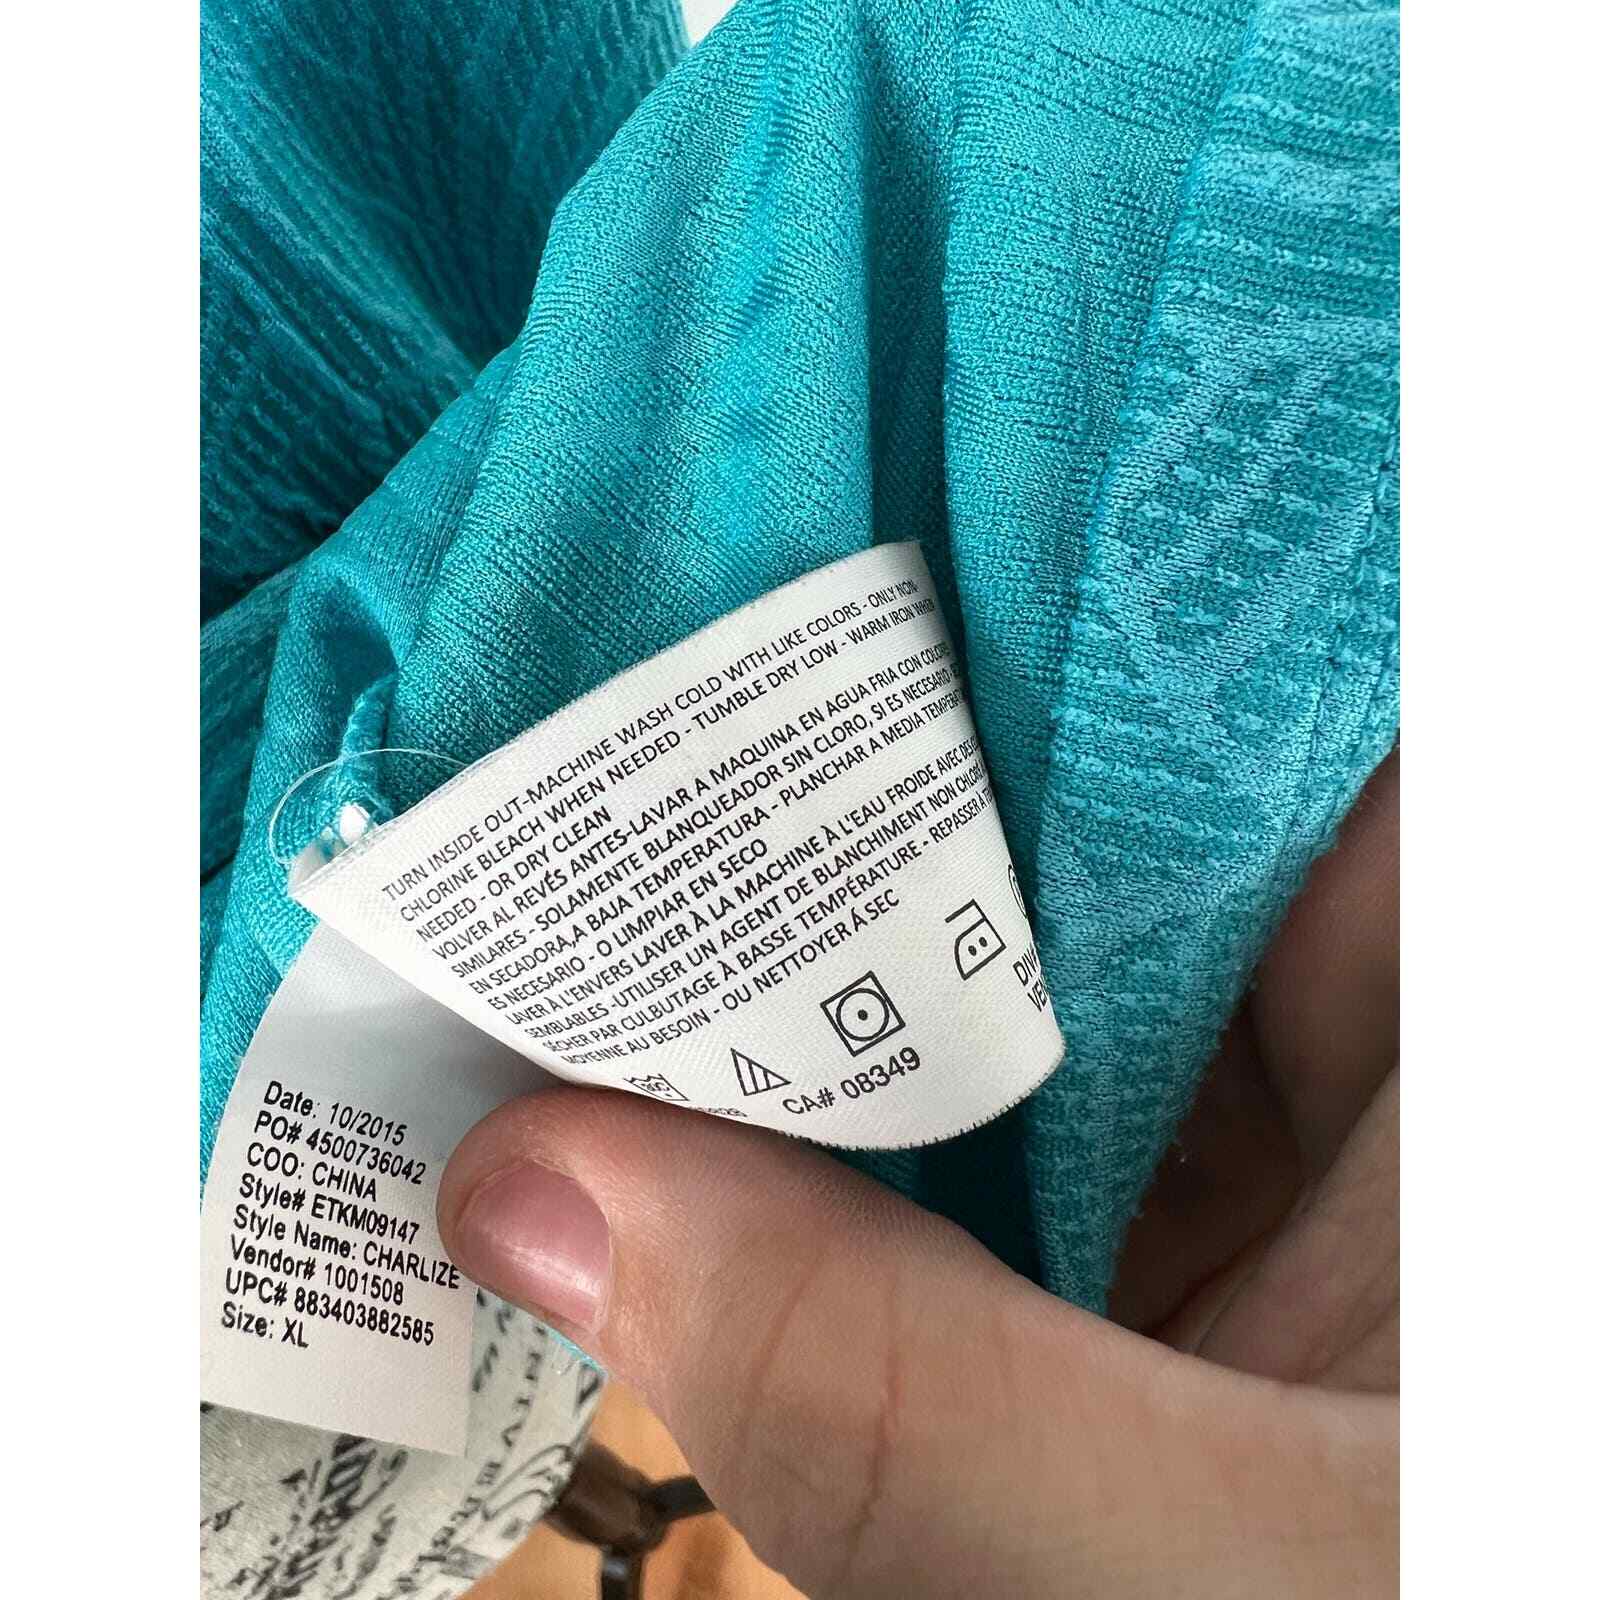 TURN INSIDE OUT-MACHINE WASH COLD WITH LIKE COLORS - ONLY NON-
CHLORINE BLEACH WHEN NEEDED - TUMBLE DRY LOW - WARM IRON WHEN
NEEDED - OR DRY CLEAN
VOLVER AL REVÉS ANTES-LAVAR A MAQUINA EN AGUA FRIA CON COLORES
SIMILARES - SOLAMENTE BLANQUEADOR SIN CLORO, SI ES NECESARIO -
EN SECADORA,A BAJA TEMPERATURA - PLANCHAR A MEDIA
ES NECESARIO - O LIMPIAR EN SECO
LAVER À L'ENVERS LAVER À LA MACHINE À L'EAU FROIDE AVEC DES
SEMBLABLES -UTILISER UN AGENT DE BLANCHIMENT NON
SÉCHER PAR CULBUTAGE À BASSE TEMPÉRATURE - REPASSER À
MOYENNE AU BESOIN - OU NETTOYER Á SEC
30C
CA# 08349
Date: 10/2015
PO# 4500736042
COO: CHINA
Style# ETKM09147
Style Name: CHARLIZE
Vendor# 1001508
UPC# 883403882585
Size: XL